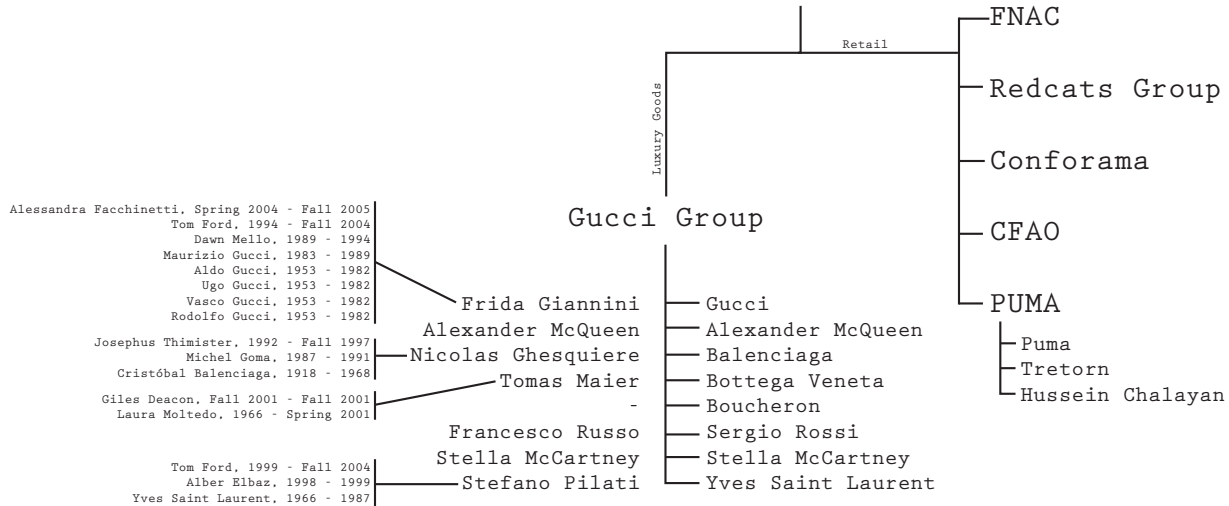 FNAC
Retail
Luxury Goods
Redcats Group
Conforama
Alessandra Facchinetti, Spring 2004 - Fall 2005
Tom Ford, 1994 - Fall 2004
Gucci Group
Dawn Mello, 1989 - 1994
CFAO
Maurizio Gucci, 1983 - 1989
Aldo Gucci, 1953 - 1982
Ugo Gucci, 1953 - 1982
Vasco Gucci, 1953 - 1982
Rodolfo Gucci, 1953 - 1982
Frida Giannini
Gucci
PUMA
Alexander McQueen
Alexander McQueen
Josephus Thimister, 1992 - Fall 1997
Michel Goma, 1987 - 1991
Cristóbal Balenciaga, 1918 - 1968
Nicolas Ghesquiere
Balenciaga
Puma
Tretorn
Hussein Chalayan
Tomas Maier
Bottega Veneta
Giles Deacon, Fall 2001 - Fall 2001
Laura Moltedo, 1966 - Spring 2001
-
Boucheron
Francesco Russo
Sergio Rossi
Stella McCartney
Stella McCartney
Tom Ford, 1999 - Fall 2004
Alber Elbaz, 1998 - 1999
Yves Saint Laurent, 1966 - 1987
Stefano Pilati
Yves Saint Laurent